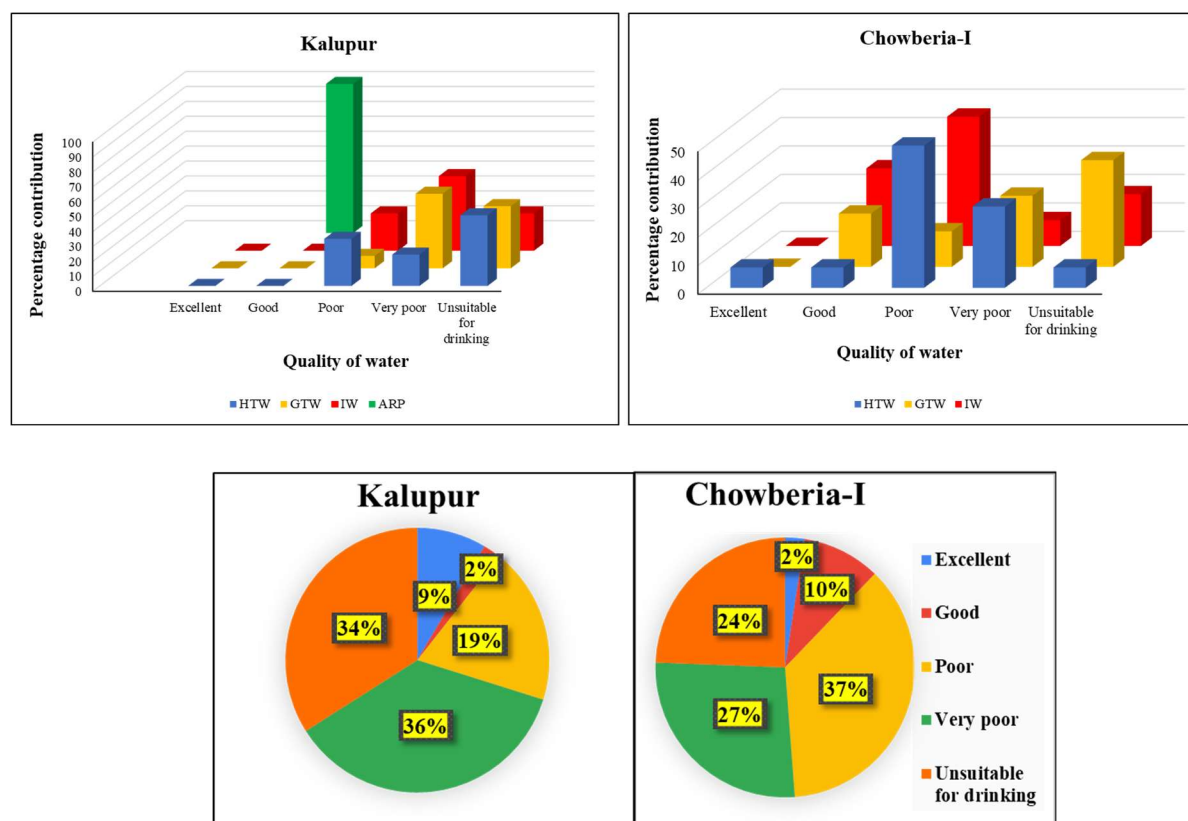 Kalupur
Percentage contribution
100
90
80
70
60
50
40
30
20
10
0
Excellent Good Poor Very poor Unsuitable
for
drinking
Quality of water
HTW GTW IW ARP
Chowberia-I
Percentage contribution
50
40
30
20
10
0
Excellent Good Poor Very poor Unsuitable
for drinking
Quality of water
HTW GTW IW
Kalupur
2%
9%
34%
19%
36%
Chowberia-I
2%
10%
24%
37%
27%
Excellent
Good
Poor
Very poor
Unsuitable
for drinking